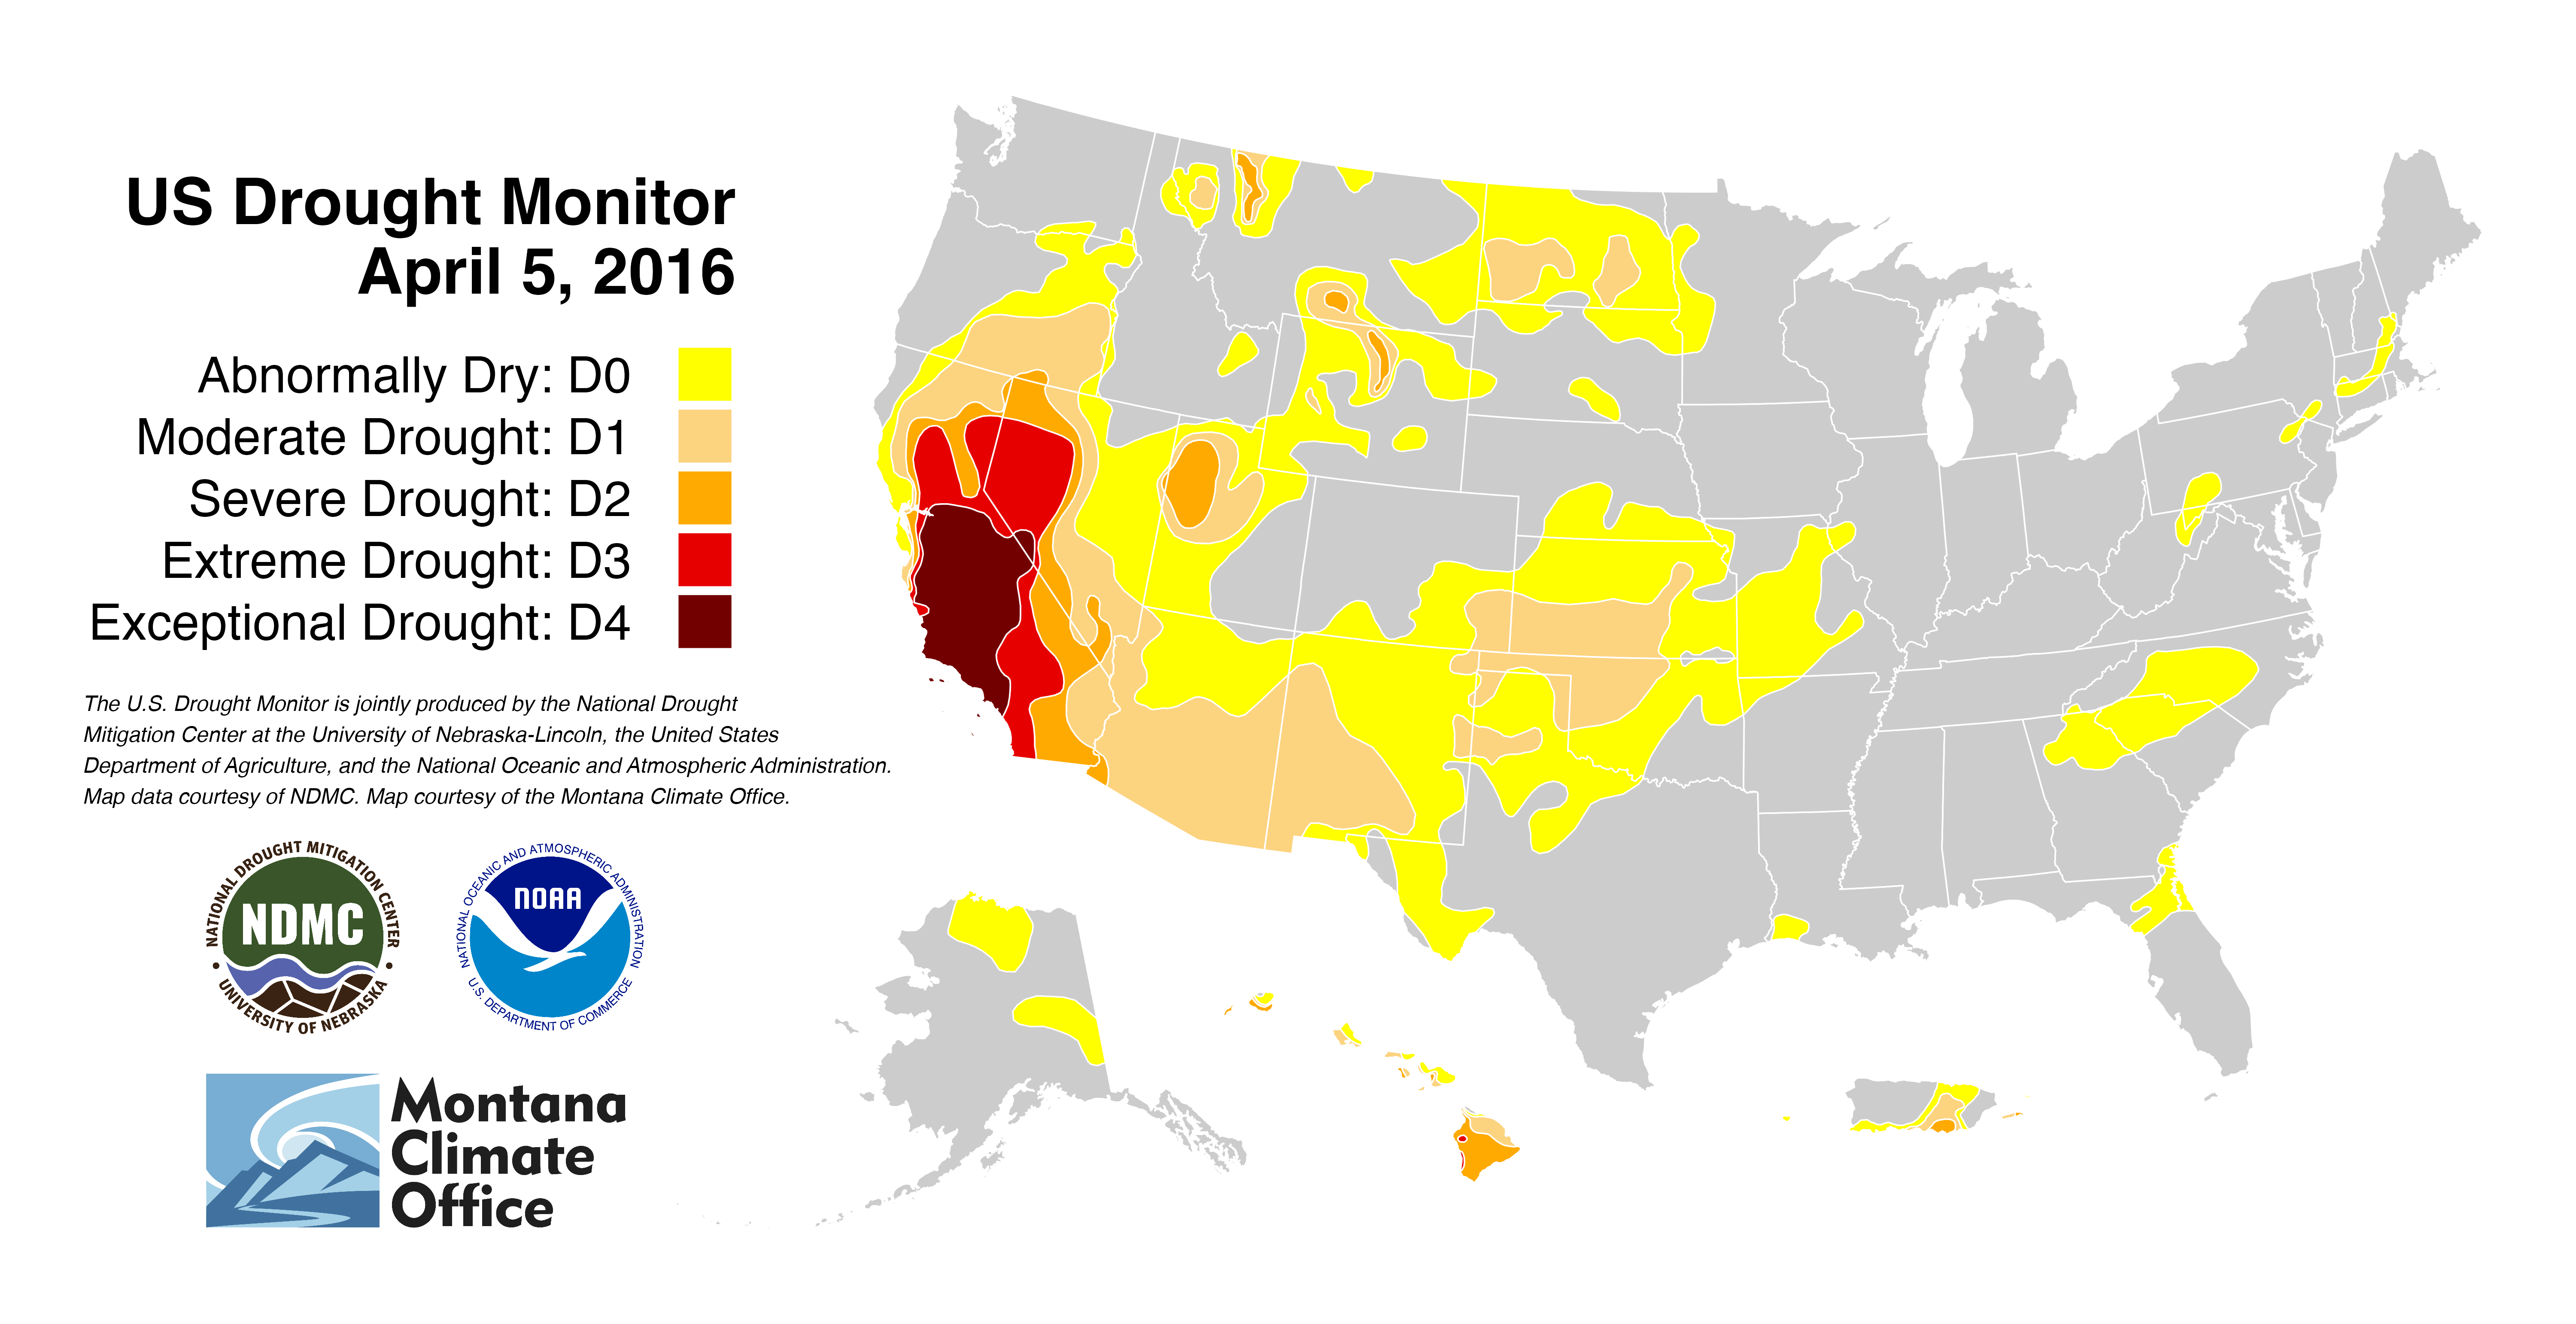 US Drought Monitor
April 5, 2016
Abnormally Dry: D0
Moderate Drought: D1
Severe Drought: D2
Extreme Drought: D3
Exceptional Drought: D4
The U.S. Drought Monitor is jointly produced by the National Drought
Mitigation Center at the University of Nebraska-Lincoln, the United States
Department of Agriculture, and the National Oceanic and Atmospheric Administration.
Map data courtesy of NDMC. Map courtesy of the Montana Climate Office.
NATIONAL DROUGHT MITIGATION CENTER
NDMC
UNIVERSITY OF NEBRASKA
NATIONAL OCEANIC AND ATMOSPHERIC ADMINISTRATION
NOAA
U.S. DEPARTMENT OF COMMERCE
Montana
Climate
Office